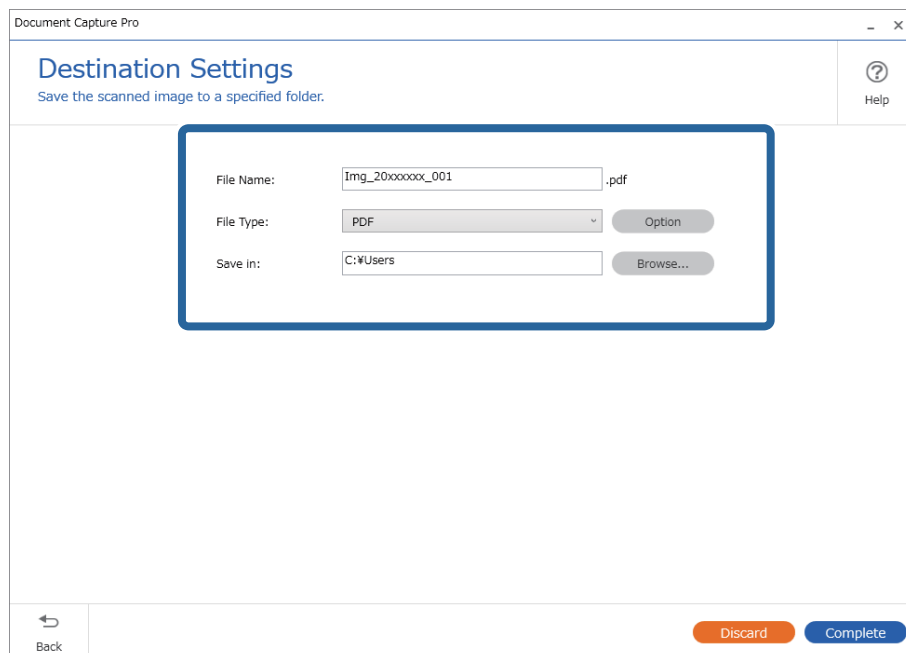 Document Capture Pro
Destination Settings
Save the scanned image to a specified folder.
Help
File Name: Img_20xxxxxx_001 .pdf
File Type: PDF Option
Save in: C:¥Users Browse...
Back
Discard Complete